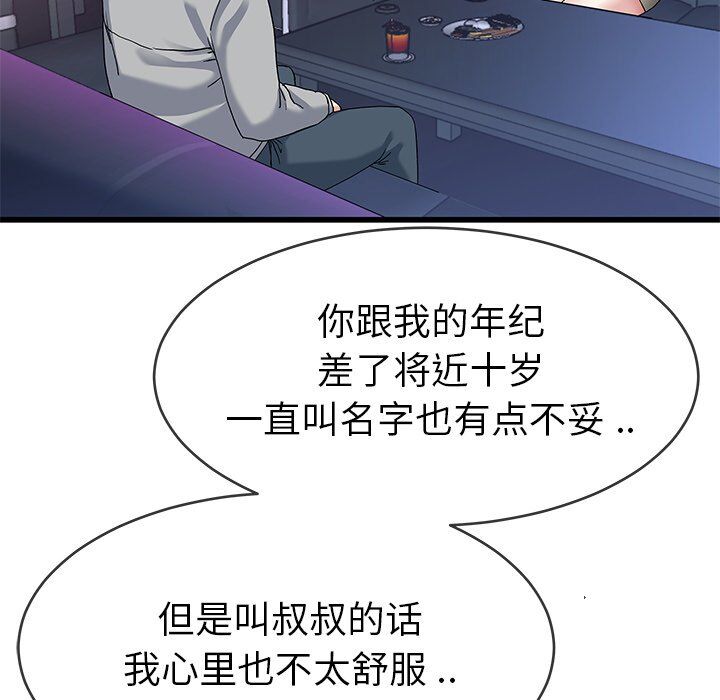 你跟我的年纪
差了将近十岁
一直叫名字也有点不妥 ..
但是叫叔叔的话
我心里也不太舒服 ..